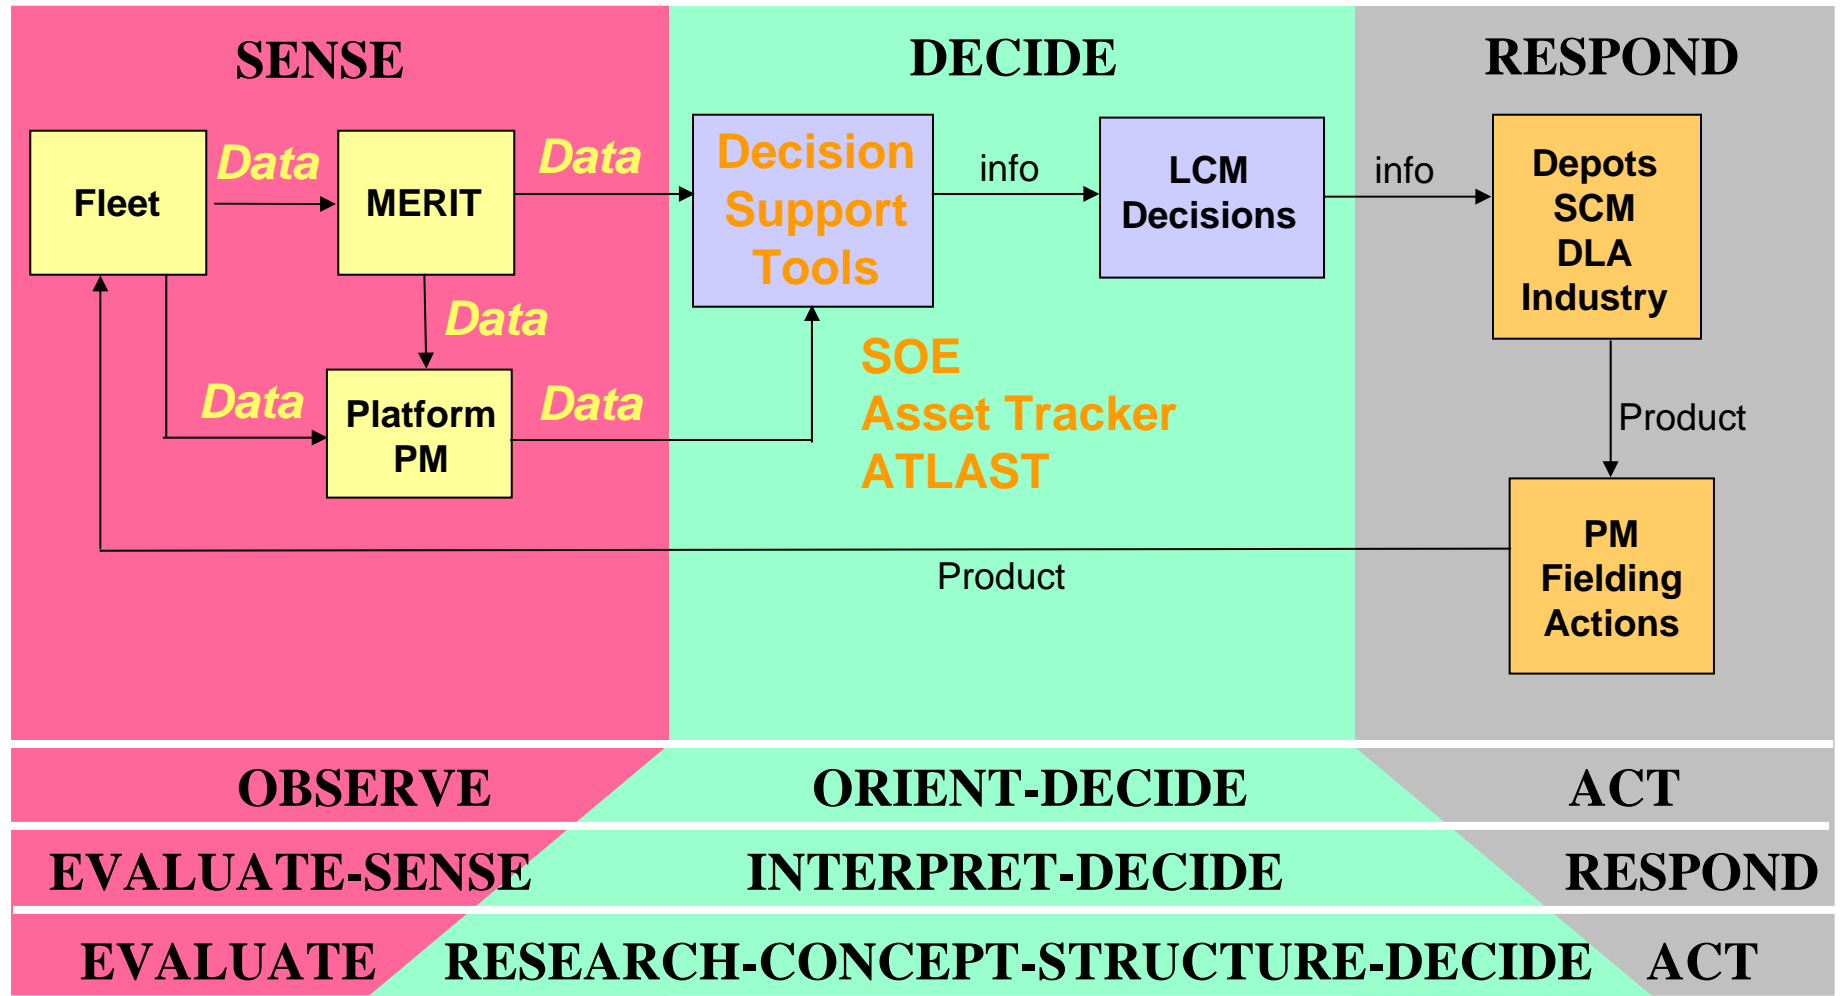 SENSE
DECIDE
RESPOND
Fleet
Data
MERIT
Data
Decision
Support
Tools
info
LCM
Decisions
info
Depots
SCM
DLA
Industry
Data
Data
Platform
PM
Data
SOE
Asset Tracker
ATLAST
Product
PM
Fielding
Actions
Product
OBSERVE
ORIENT-DECIDE
ACT
EVALUATE-SENSE
INTERPRET-DECIDE
RESPOND
EVALUATE
RESEARCH-CONCEPT-STRUCTURE-DECIDE
ACT